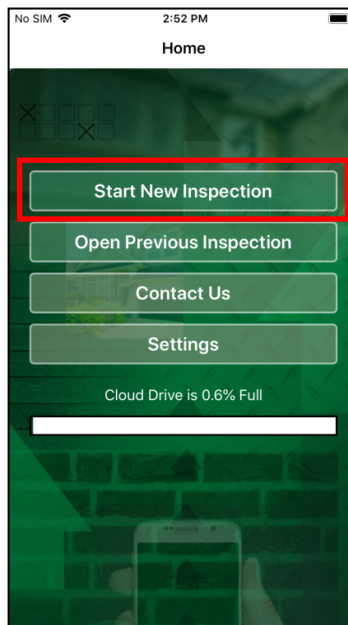 No SIM 2:52 PM
Home
Start New Inspection
Open Previous Inspection
Contact Us
Settings
Cloud Drive is 0.6% Full